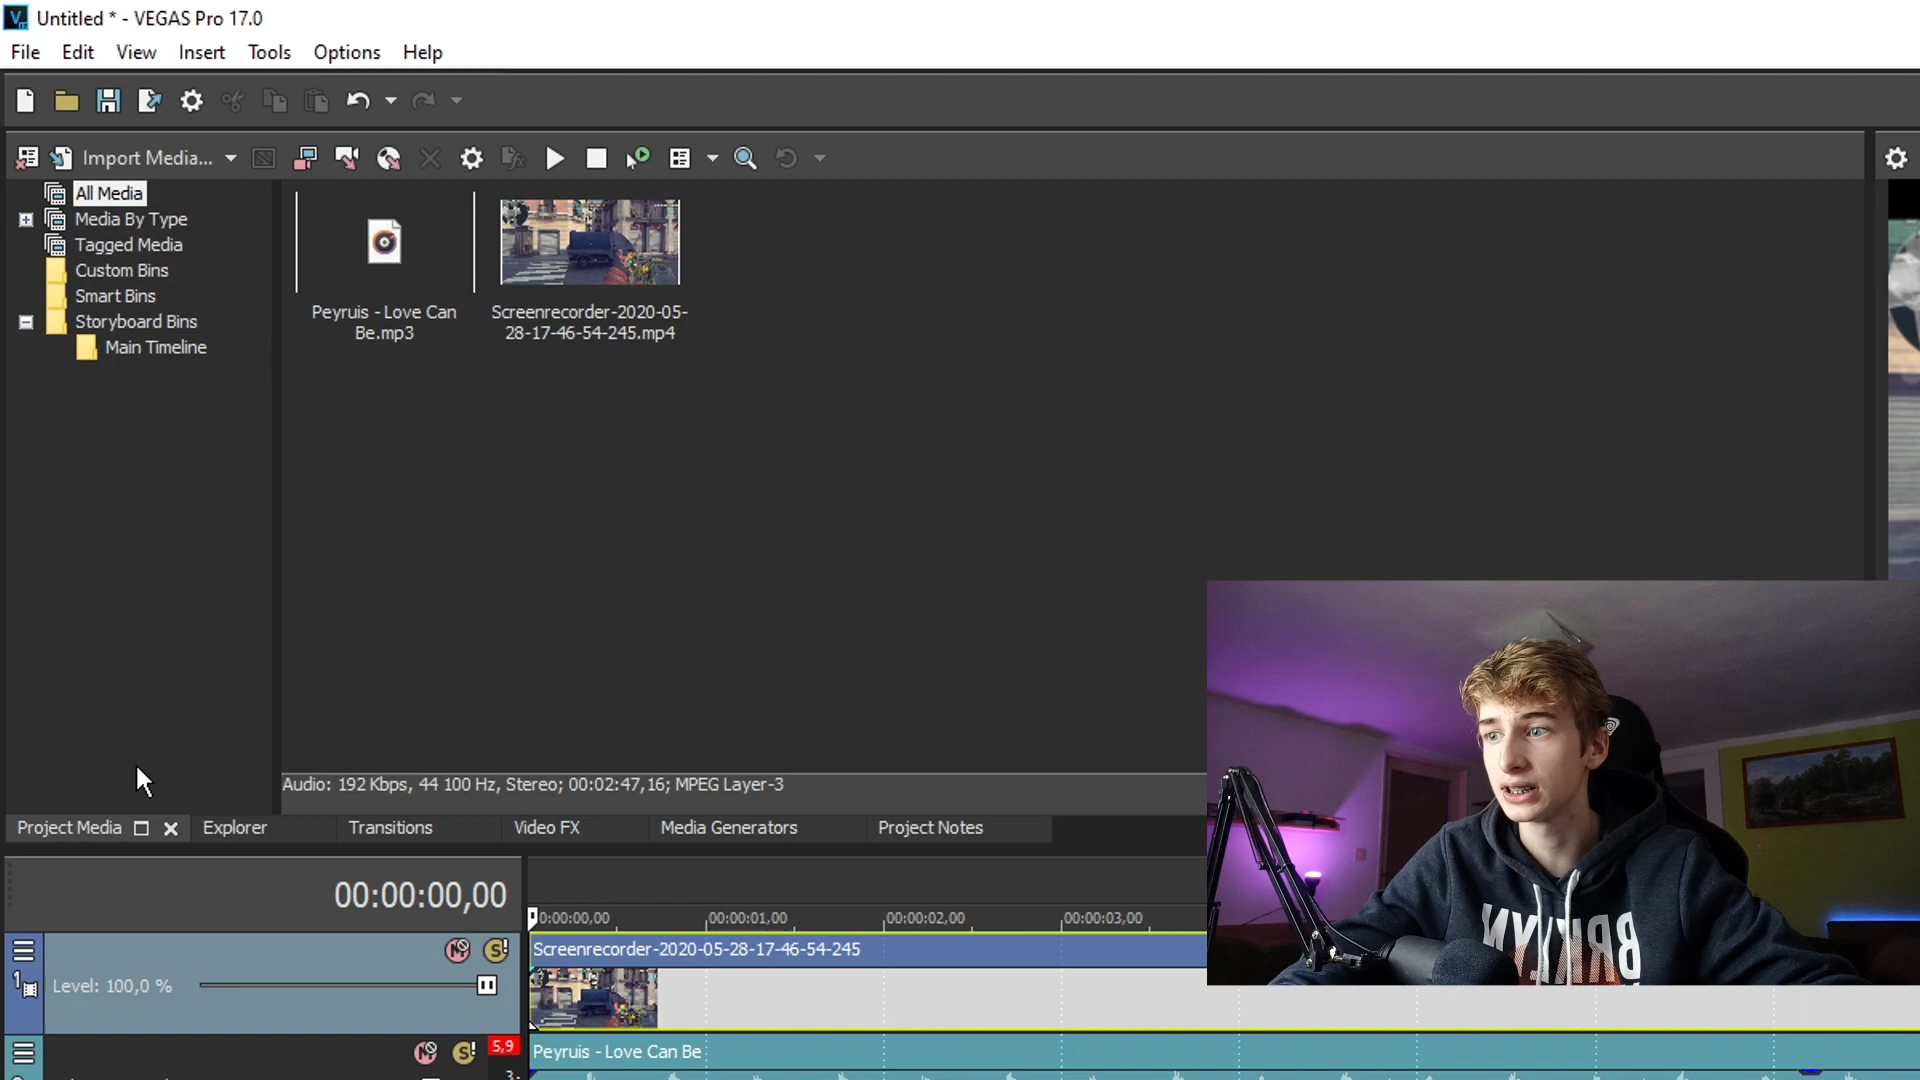 Untitled * - VEGAS Pro 17.0
File Edit View Insert Tools Options Help
Import Media...
All Media
Media By Type
Tagged Media
Custom Bins
Smart Bins
Storyboard Bins
Main Timeline
Peyruis - Love Can
Be.mp3
Screenrecorder-2020-05-
28-17-46-54-245.mp4
Audio: 192 Kbps, 44 100 Hz, Stereo; 00:02:47,16; MPEG Layer-3
Project Media Explorer Transitions Video FX Media Generators Project Notes
00:00:00,00
0:00:00,00 00:00:01,00 00:00:02,00 00:00:03,00
Screenrecorder-2020-05-28-17-46-54-245
1
Level: 100,0 %
5,9
Peyruis - Love Can Be
3